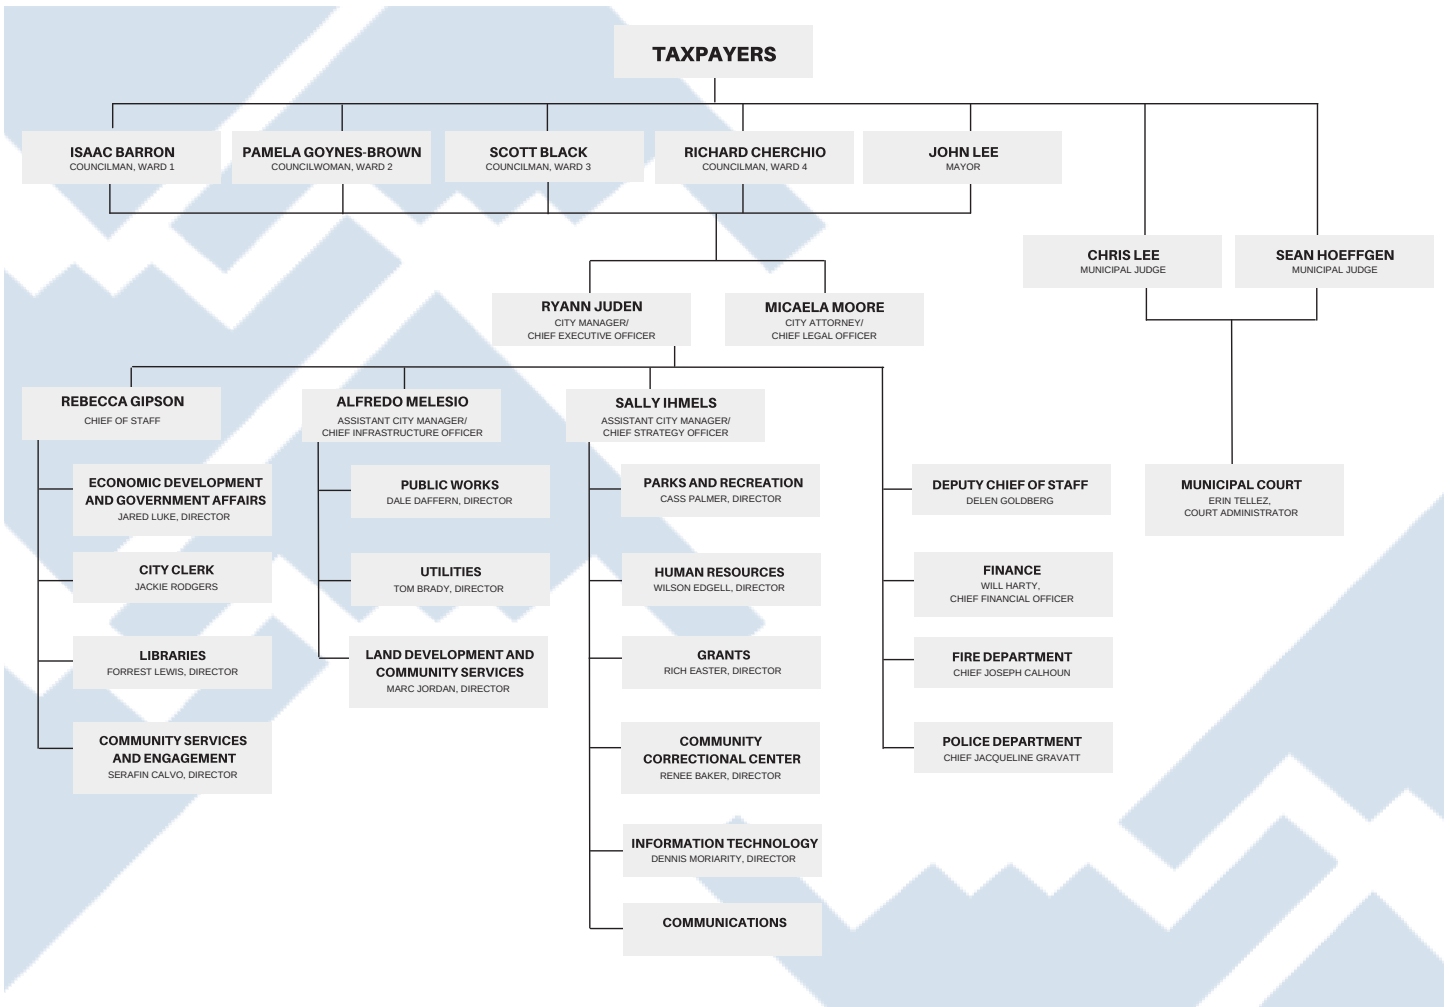 TAXPAYERS
ISAAC BARRON
COUNCILMAN, WARD 1
PAMELA GOYNES-BROWN
COUNCILWOMAN, WARD 2
SCOTT BLACK
COUNCILMAN, WARD 3
RICHARD CHERCHIO
COUNCILMAN, WARD 4
JOHN LEE
MAYOR
CHRIS LEE
MUNICIPAL JUDGE
SEAN HOEFFGEN
MUNICIPAL JUDGE
RYANN JUDEN
CITY MANAGER/
CHIEF EXECUTIVE OFFICER
MICAELA MOORE
CITY ATTORNEY/
CHIEF LEGAL OFFICER
REBECCA GIPSON
CHIEF OF STAFF
ALFREDO MELESIO
ASSISTANT CITY MANAGER/
CHIEF INFRASTRUCTURE OFFICER
SALLY IHMELS
ASSISTANT CITY MANAGER/
CHIEF STRATEGY OFFICER
ECONOMIC DEVELOPMENT
AND GOVERNMENT AFFAIRS
JARED LUKE, DIRECTOR
PUBLIC WORKS
DALE DAFFERN, DIRECTOR
PARKS AND RECREATION
CASS PALMER, DIRECTOR
DEPUTY CHIEF OF STAFF
DELEN GOLDBERG
MUNICIPAL COURT
ERIN TELLEZ,
COURT ADMINISTRATOR
CITY CLERK
JACKIE RODGERS
UTILITIES
TOM BRADY, DIRECTOR
HUMAN RESOURCES
WILSON EDGELL, DIRECTOR
FINANCE
WILL HARTY,
CHIEF FINANCIAL OFFICER
LIBRARIES
FORREST LEWIS, DIRECTOR
LAND DEVELOPMENT AND
COMMUNITY SERVICES
MARC JORDAN, DIRECTOR
GRANTS
RICH EASTER, DIRECTOR
FIRE DEPARTMENT
CHIEF JOSEPH CALHOUN
COMMUNITY SERVICES
AND ENGAGEMENT
SERAFIN CALVO, DIRECTOR
COMMUNITY
CORRECTIONAL CENTER
RENEE BAKER, DIRECTOR
POLICE DEPARTMENT
CHIEF JACQUELINE GRAVATT
INFORMATION TECHNOLOGY
DENNIS MORIARITY, DIRECTOR
COMMUNICATIONS